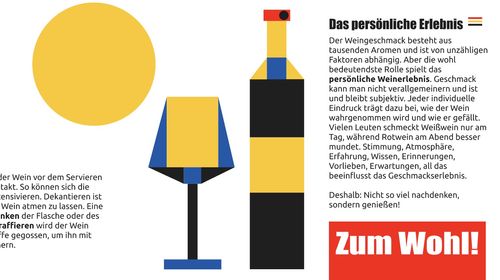 der Wein vor dem Servieren
takt. So können sich die
tensivieren. Dekantieren ist
Wein atmen zu lassen. Eine
nken der Flasche oder des
raffieren wird der Wein
ffe gegossen, um ihn mit
hern.
Das persönliche Erlebnis
Der Weingeschmack besteht aus
tausenden Aromen und ist von unzähligen
Faktoren abhängig. Aber die wohl
bedeutendste Rolle spielt das
persönliche Weinerlebnis. Geschmack
kann man nicht verallgemeinern und ist
und bleibt subjektiv. Jeder individuelle
Eindruck trägt dazu bei, wie der Wein
wahrgenommen wird und wie er gefällt.
Vielen Leuten schmeckt Weißwein nur am
Tag, während Rotwein am Abend besser
mundet. Stimmung, Atmosphäre,
Erfahrung, Wissen, Erinnerungen,
Vorlieben, Erwartungen, all das
beeinflusst das Geschmackserlebnis.
Deshalb: Nicht so viel nachdenken,
sondern genießen!
Zum Wohl!